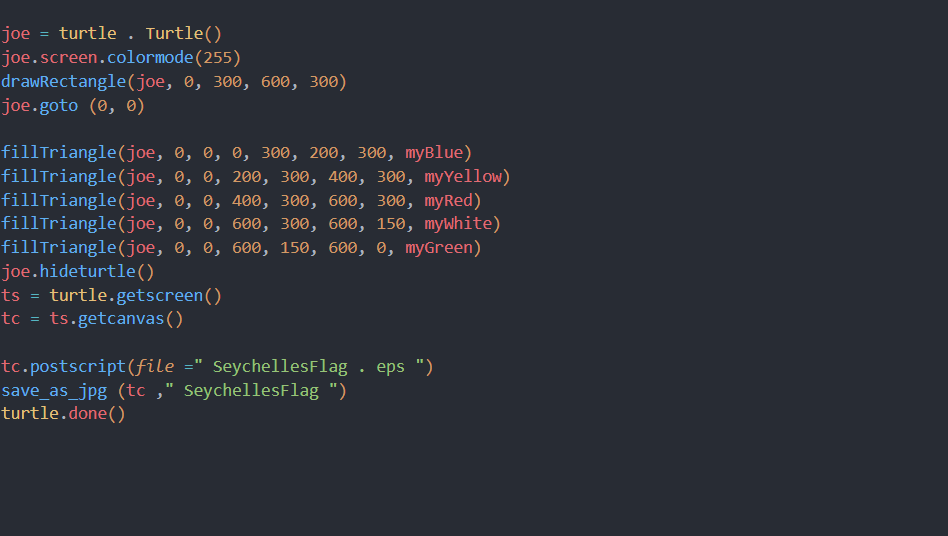 joe = turtle . Turtle()
joe.screen.colormode(255)
drawRectangle(joe, 0, 300, 600, 300)
joe.goto (0, 0)
fillTriangle(joe, 0, 0, 0, 300, 200, 300, myBlue)
fillTriangle(joe, 0, 0, 200, 300, 400, 300, myYellow)
fillTriangle(joe, 0, 0, 400, 300, 600, 300, myRed)
fillTriangle(joe, 0, 0, 600, 300, 600, 150, myWhite)
fillTriangle(joe, 0, 0, 600, 150, 600, 0, myGreen)
joe.hideturtle()
ts = turtle.getscreen()
tc = ts.getcanvas()
tc.postscript(file =" SeychellesFlag . eps ")
save_as_jpg (tc ," SeychellesFlag ")
turtle.done()